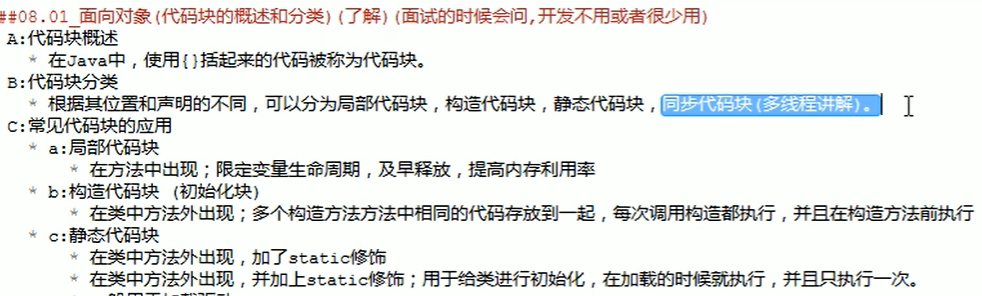 ##08.01_面向对象(代码块的概述和分类)(了解)(面试的时候会问,开发不用或者很少用)
A:代码块概述
* 在Java中，使用{}括起来的代码被称为代码块。
B:代码块分类
* 根据其位置和声明的不同，可以分为局部代码块，构造代码块，静态代码块，同步代码块(多线程讲解)。
C:常见代码块的应用
* a:局部代码块
* 在方法中出现；限定变量生命周期，及早释放，提高内存利用率
* b:构造代码块 (初始化块)
* 在类中方法外出现；多个构造方法方法中相同的代码存放到一起，每次调用构造都执行，并且在构造方法前执行
* c:静态代码块
* 在类中方法外出现，加了static修饰
* 在类中方法外出现，并加上static修饰；用于给类进行初始化，在加载的时候就执行，并且只执行一次。